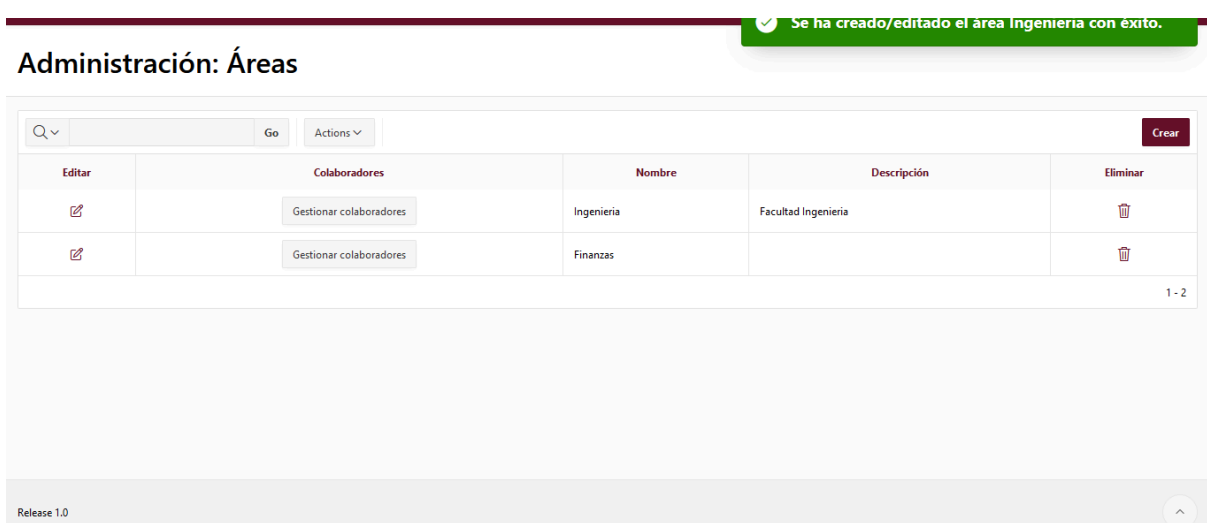 Se ha creado/editado el área Ingenieria con éxito.
Administración: Áreas
Go Actions Crear
Editar Colaboradores Nombre Descripción Eliminar
Gestionar colaboradores Ingenieria Facultad Ingenieria
Gestionar colaboradores Finanzas
1 - 2
Release 1.0